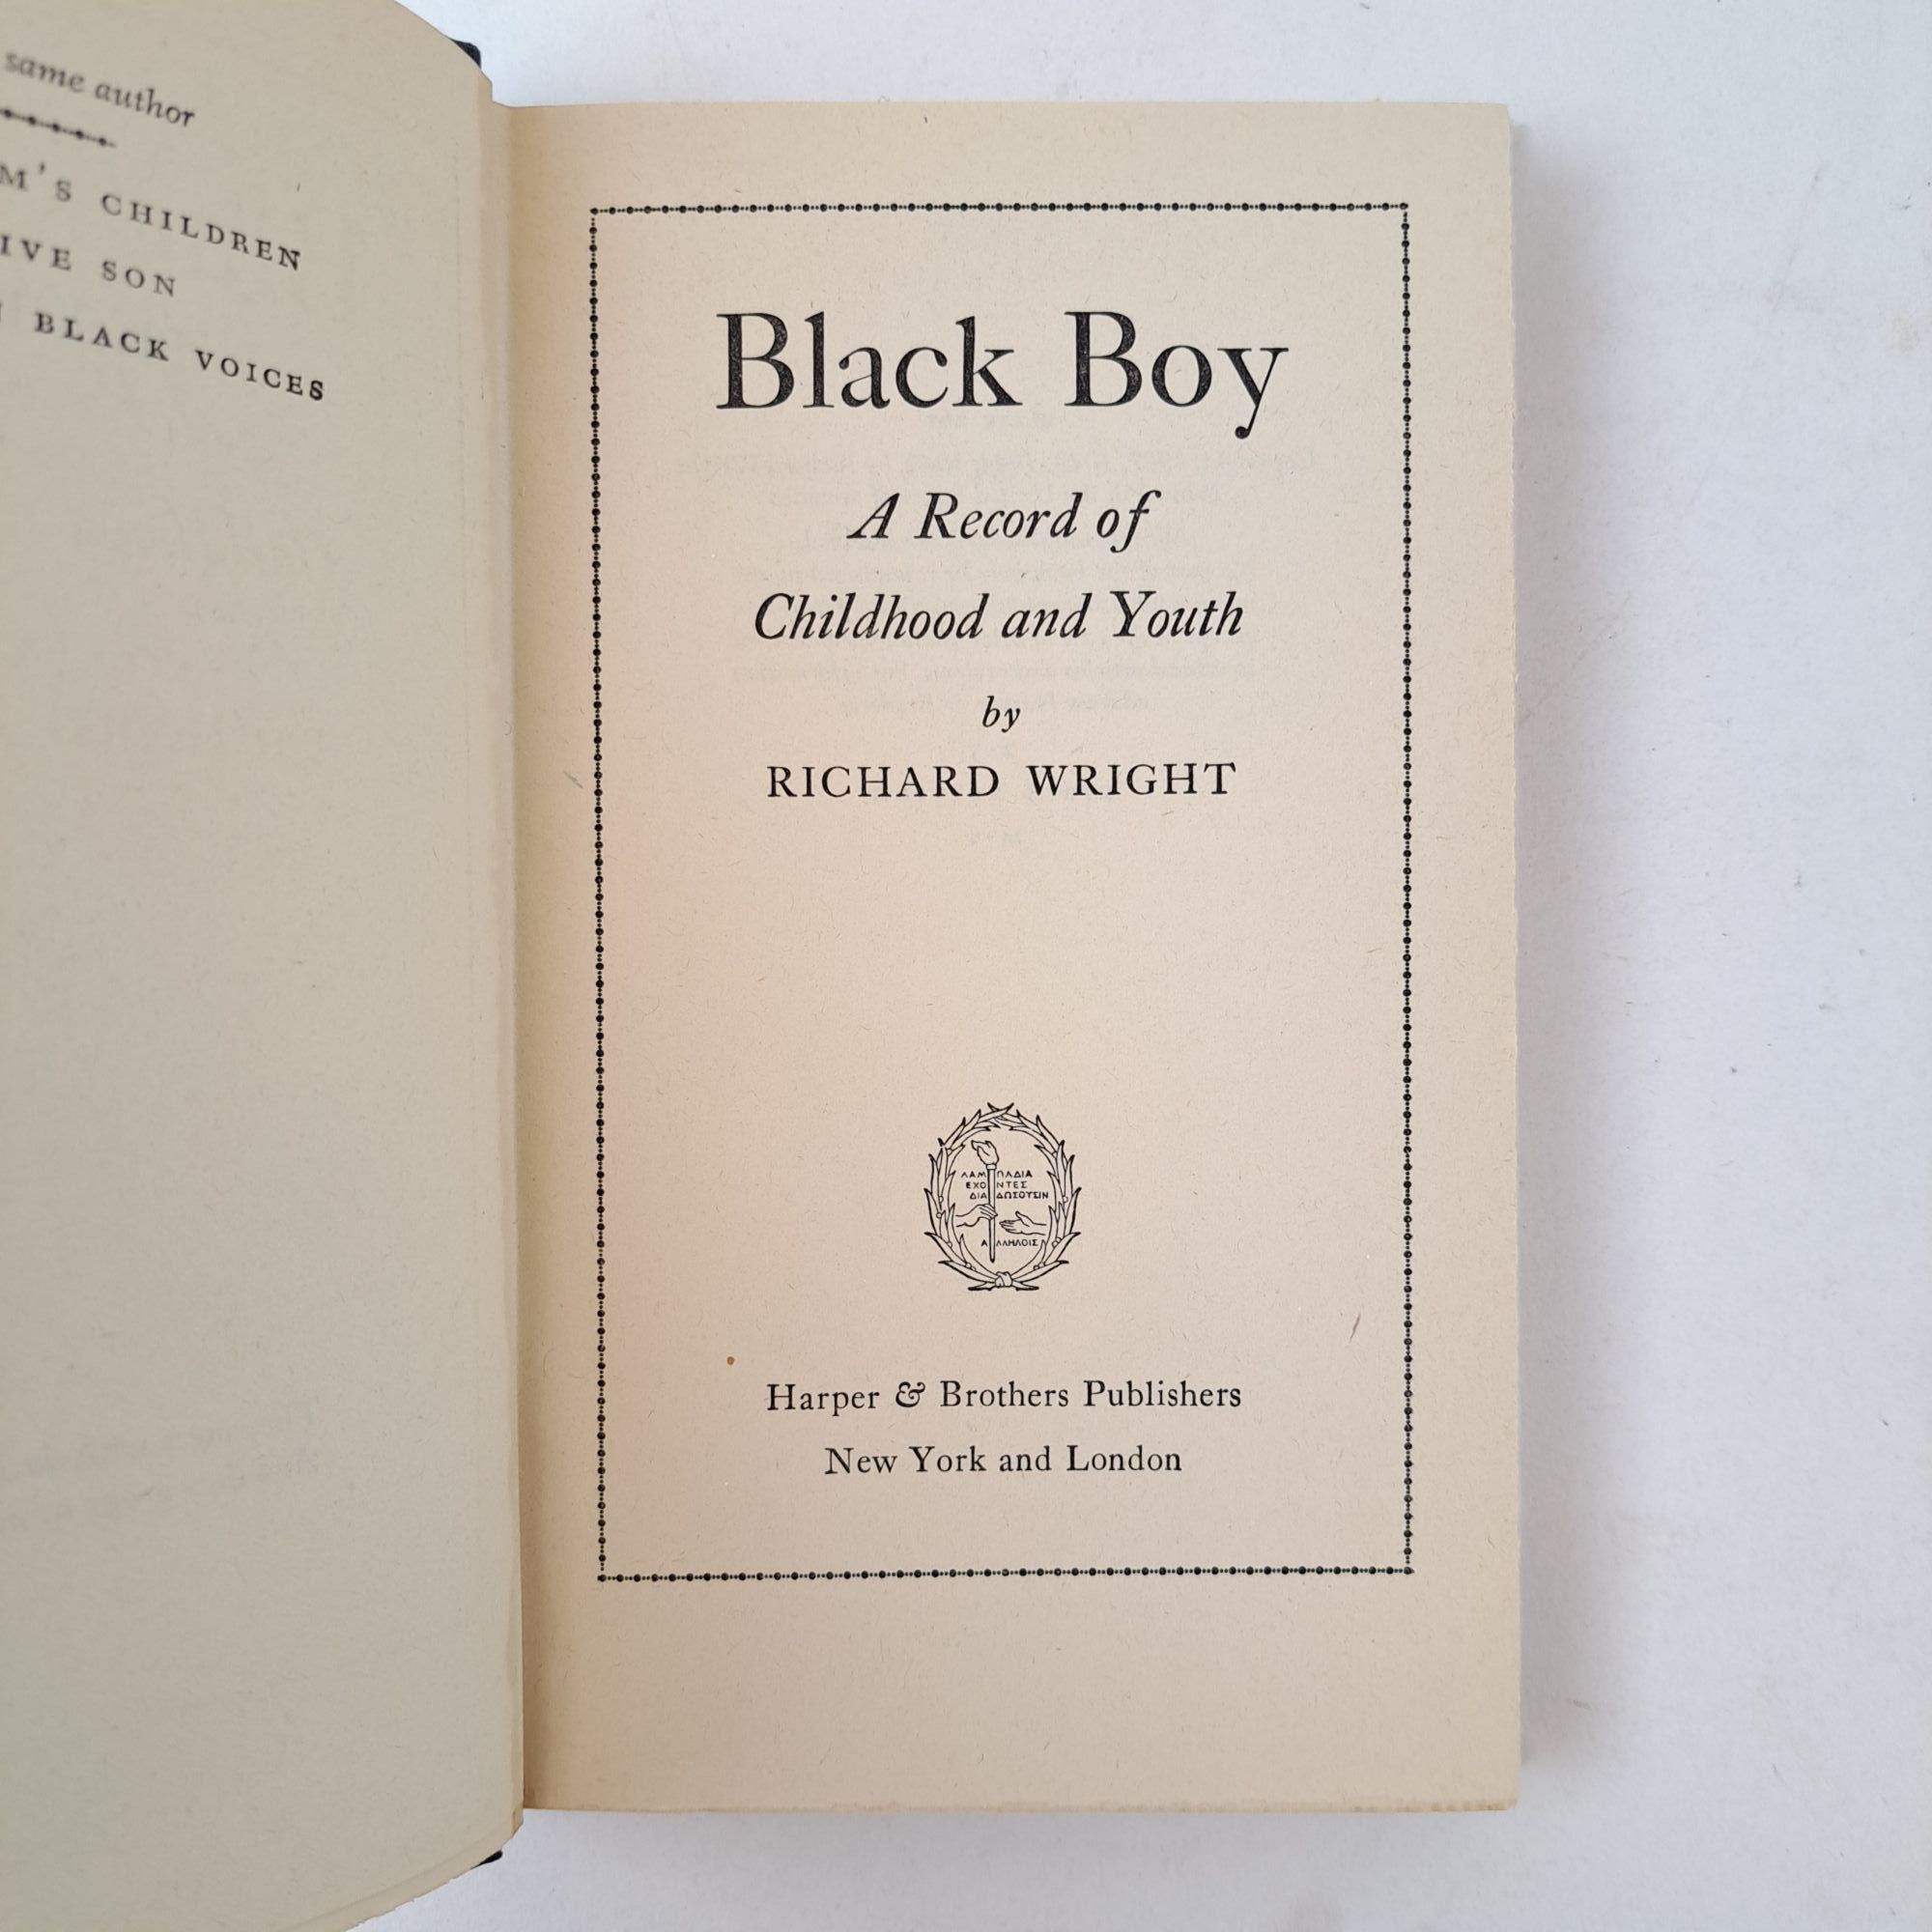 same author
M'S CHILDREN
IVE SON
BLACK VOICES
Black Boy
A Record of
Childhood and Youth
by
RICHARD WRIGHT
ΛΑΜ ΠΑΔΙΑ
ΕΧΟ ΝΤΕΣ
ΔΙΑ ΔΩΣΟΥΣΙΝ
ΑΛΛΗΛΟΙΣ
Harper & Brothers Publishers
New York and London